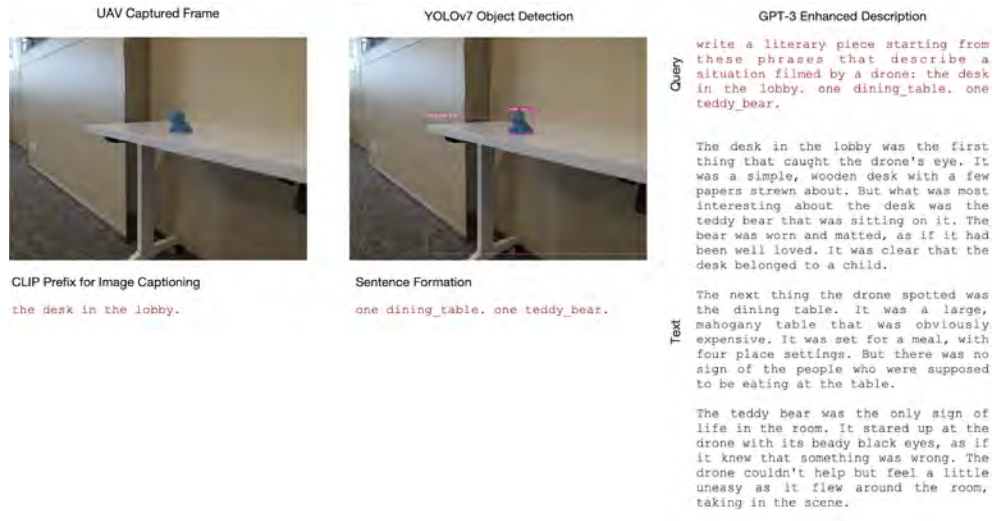 UAV Captured Frame
YOLOv7 Object Detection
GPT-3 Enhanced Description
CLIP Prefix for Image Captioning
the desk in the lobby.
Sentence Formation
one dining_table. one teddy_bear.
Query
write a literary piece starting from
these phrases that describe a
situation filmed by a drone: the desk
in the lobby. one dining_table. one
teddy_bear.
Text
The desk in the lobby was the first
thing that caught the drone's eye. It
was a simple, wooden desk with a few
papers strewn about. But what was most
interesting about the desk was the
teddy bear that was sitting on it. The
bear was worn and matted, as if it had
been well loved. It was clear that the
desk belonged to a child.
The next thing the drone spotted was
the dining table. It was a large,
mahogany table that was obviously
expensive. It was set for a meal, with
four place settings. But there was no
sign of the people who were supposed
to be eating at the table.
The teddy bear was the only sign of
life in the room. It stared up at the
drone with its beady black eyes, as if
it knew that something was wrong. The
drone couldn't help but feel a little
uneasy as it flew around the room,
taking in the scene.